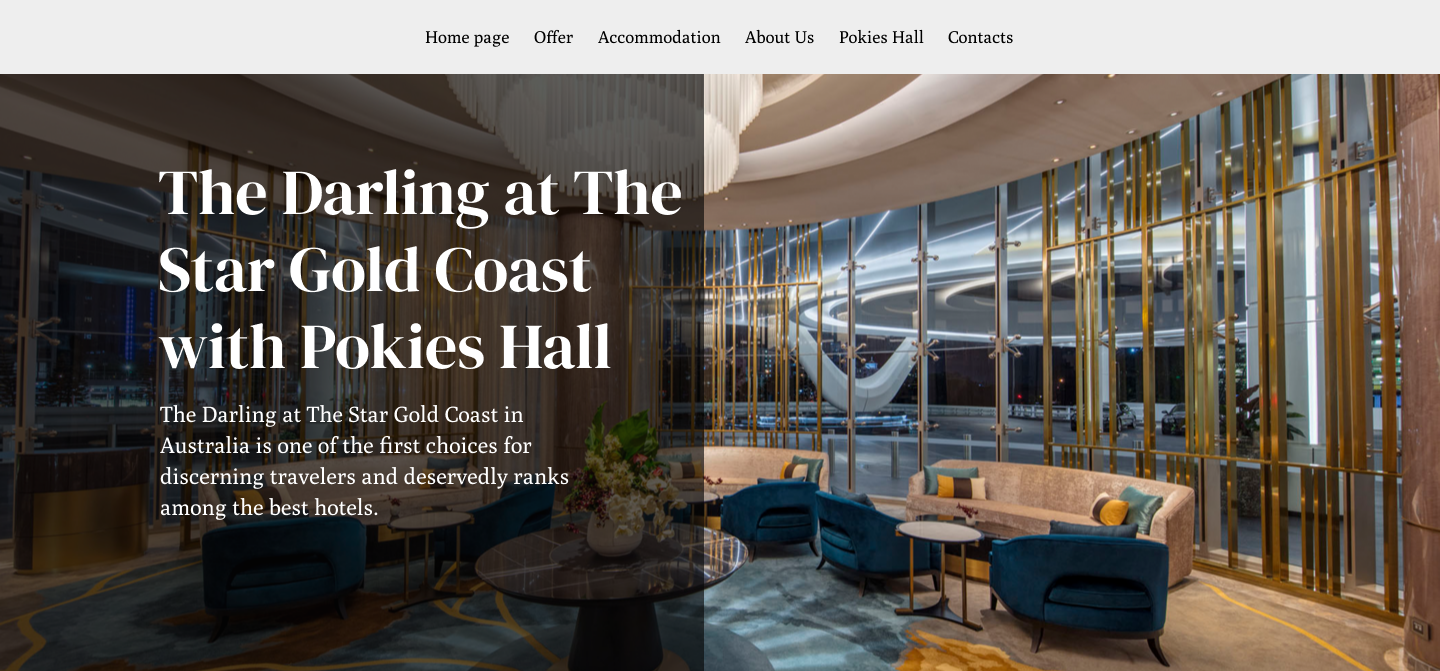 Home page Offer Accommodation About Us Pokies Hall Contacts
The Darling at The
Star Gold Coast
with Pokies Hall
The Darling at The Star Gold Coast in
Australia is one of the first choices for
discerning travelers and deservedly ranks
among the best hotels.